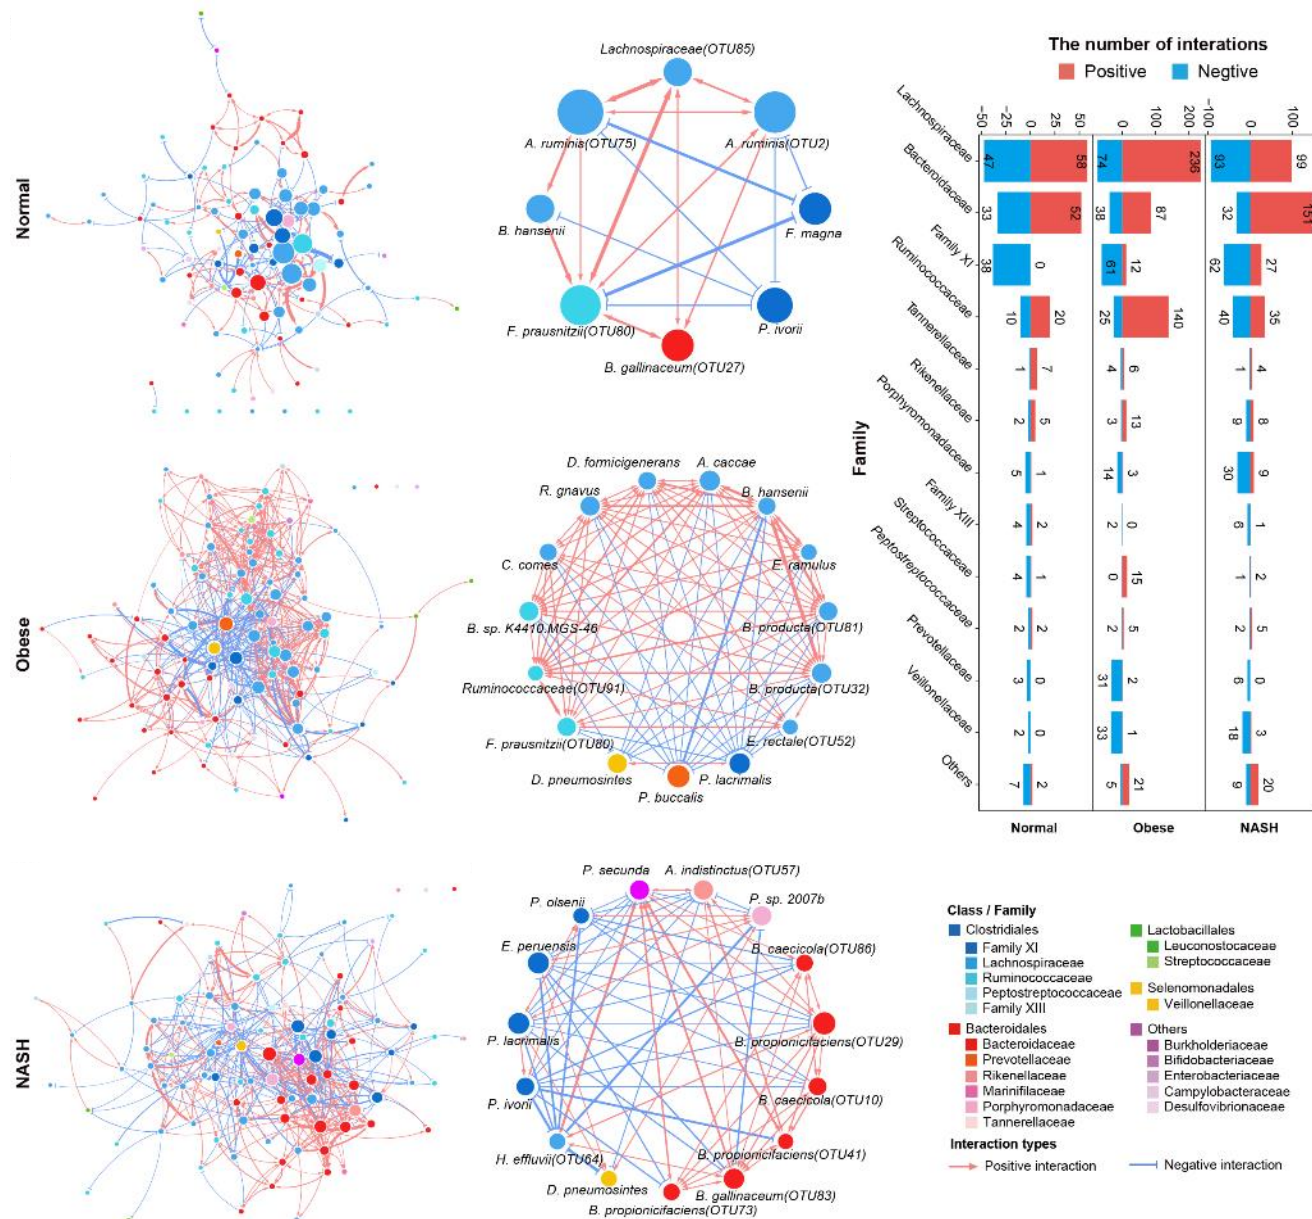 Normal
Lachnospiraceae(OTU85)
A. ruminis(OTU75)
A. ruminis(OTU2)
B. hansenii
F. magna
F. prausnitzii(OTU80)
P. ivorii
B. gallinaceum(OTU27)
Obese
D. formicigenerans
A. caccae
R. gnavus
B. hansenii
C. comes
E. ramulus
B. sp. K4410.MGS-46
B. producta(OTU81)
Ruminococcaceae(OTU91)
B. producta(OTU32)
F. prausnitzii(OTU80)
E. rectale(OTU52)
D. pneumosintes
P. lacrimalis
P. buccalis
NASH
P. secunda
A. indistinctus(OTU57)
P. olsenii
P. sp. 2007b
E. peruensis
B. caecicola(OTU86)
P. lacrimalis
B. propionicifaciens(OTU29)
P. ivorii
B. caecicola(OTU10)
H. effluvii(OTU64)
B. propionicifaciens(OTU41)
D. pneumosintes
B. gallinaceum(OTU83)
B. propionicifaciens(OTU73)
The number of interations
Positive
Negtive
−50 −25 0 25 50
0 100 200
−100 0 100
Family
Lachnospiraceae
47 58 74 236 93 99
Bacteroidaceae
33 52 38 87 32 151
Family XI
38 0 61 12 62 27
Ruminococcaceae
10 20 25 140 40 35
Tannerellaceae
1 7 4 6 1 4
Rikenellaceae
2 5 3 13 9 8
Porphyromonadaceae
5 1 14 3 30 9
Family XIII
4 2 2 0 6 1
Streptococcaceae
4 1 0 15 1 2
Peptostreptococcaceae
2 2 2 5 2 5
Prevotellaceae
3 0 31 2 6 0
Veillonellaceae
2 0 33 1 18 3
Others
7 2 5 21 9 20
Normal
Obese
NASH
Class / Family
Clostridiales
Family XI
Lachnospiraceae
Ruminococcaceae
Peptostreptococcaceae
Family XIII
Bacteroidales
Bacteroidaceae
Prevotellaceae
Rikenellaceae
Marinifilaceae
Porphyromonadaceae
Tannerellaceae
Lactobacillales
Leuconostocaceae
Streptococcaceae
Selenomonadales
Veillonellaceae
Others
Burkholderiaceae
Bifidobacteriaceae
Enterobacteriaceae
Campylobacteraceae
Desulfovibrionaceae
Interaction types
Positive interaction
Negative interaction